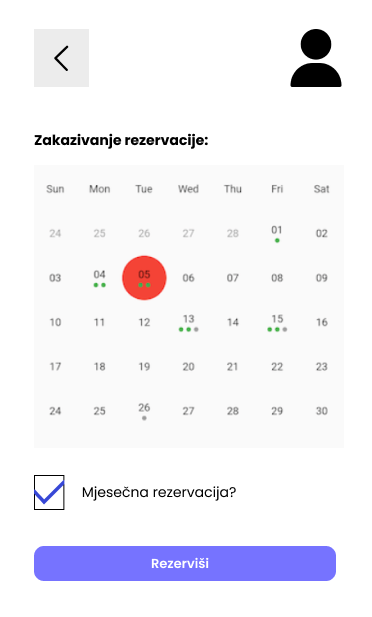 Zakazivanje rezervacije:
Sun Mon Tue Wed Thu Fri Sat
24 25 26 27 28 01 02
03 04 05 06 07 08 09
10 11 12 13 14 15 16
17 18 19 20 21 22 23
24 25 26 27 28 29 30
Mjesečna rezervacija?
Rezerviši